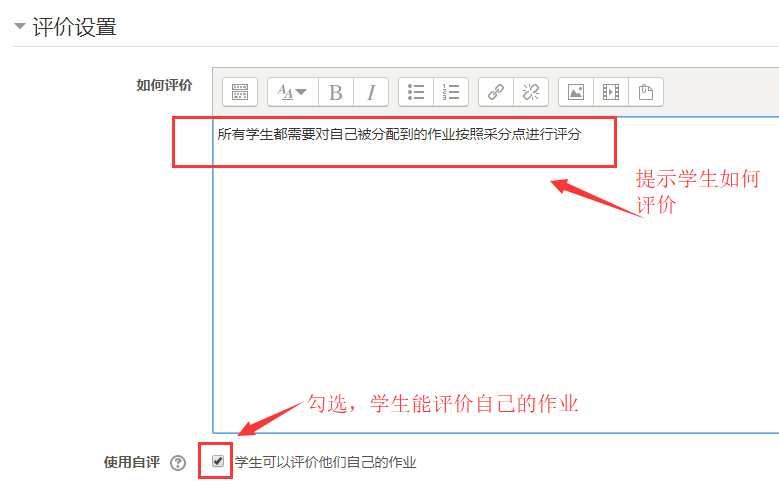 评价设置
如何评价
B I
所有学生都需要对自己被分配到的作业按照采分点进行评分
提示学生如何
评价
勾选，学生能评价自己的作业
使用自评 ? 学生可以评价他们自己的作业